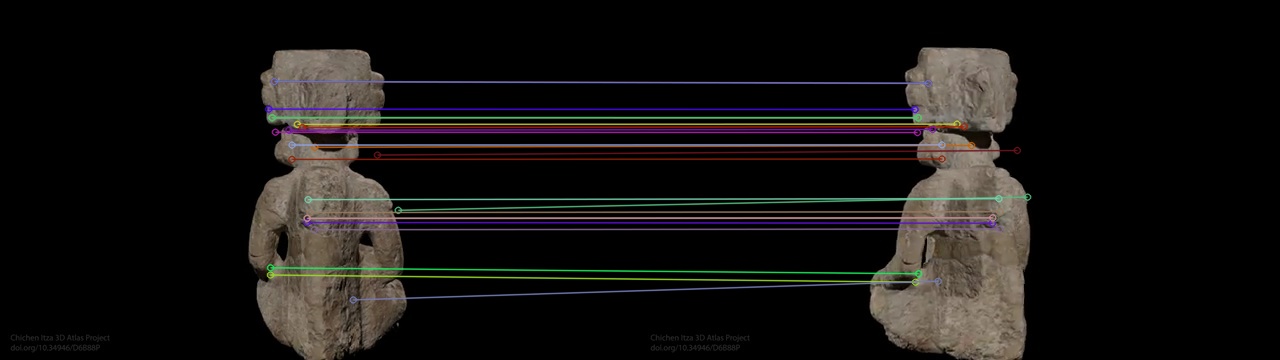 Chichen Itza 3D Atlas Project
doi.org/10.34946/D6B88P
Chichen Itza 3D Atlas Project
doi.org/10.34946/D6B88P